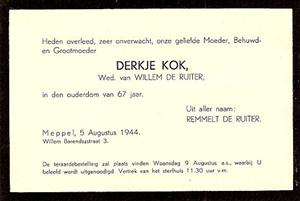 Heden overleed, zeer onverwacht, onze geliefde Moeder, Behuwd-
en Grootmoeder
DERKJE KOK,
Wed. van WILLEM DE RUITER,
in den ouderdom van 67 jaar.
Uit aller naam:
REMMELT DE RUITER.
Meppel, 5 Augustus 1944.
Willem Barendszstraat 3.
De teraardebestelling zal plaats vinden Woensdag 9 Augustus a.s., waarbij U
beleefd wordt uitgenoodigd. Vertrek van het sterfhuis 11.30 uur v.m.